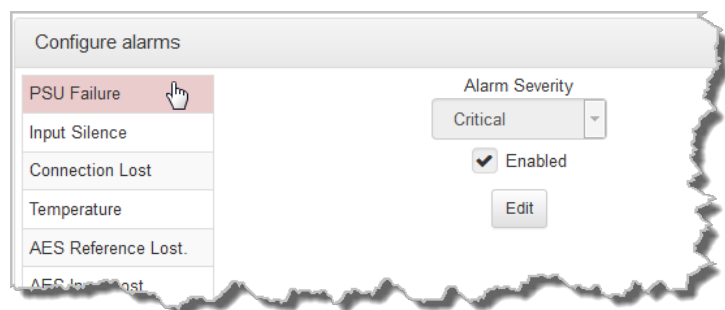 Configure alarms
PSU Failure
Input Silence
Connection Lost
Temperature
AES Reference Lost.
Alarm Severity
Critical
Enabled
Edit